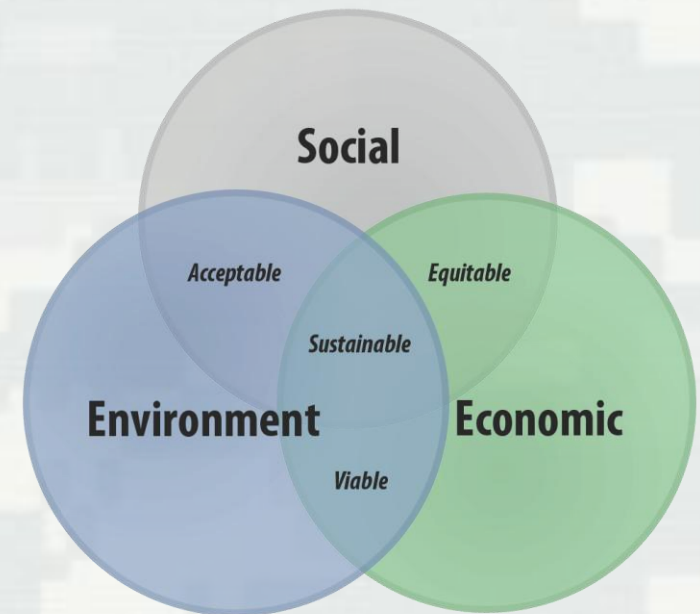 Social
Acceptable
Equitable
Sustainable
Environment
Economic
Viable